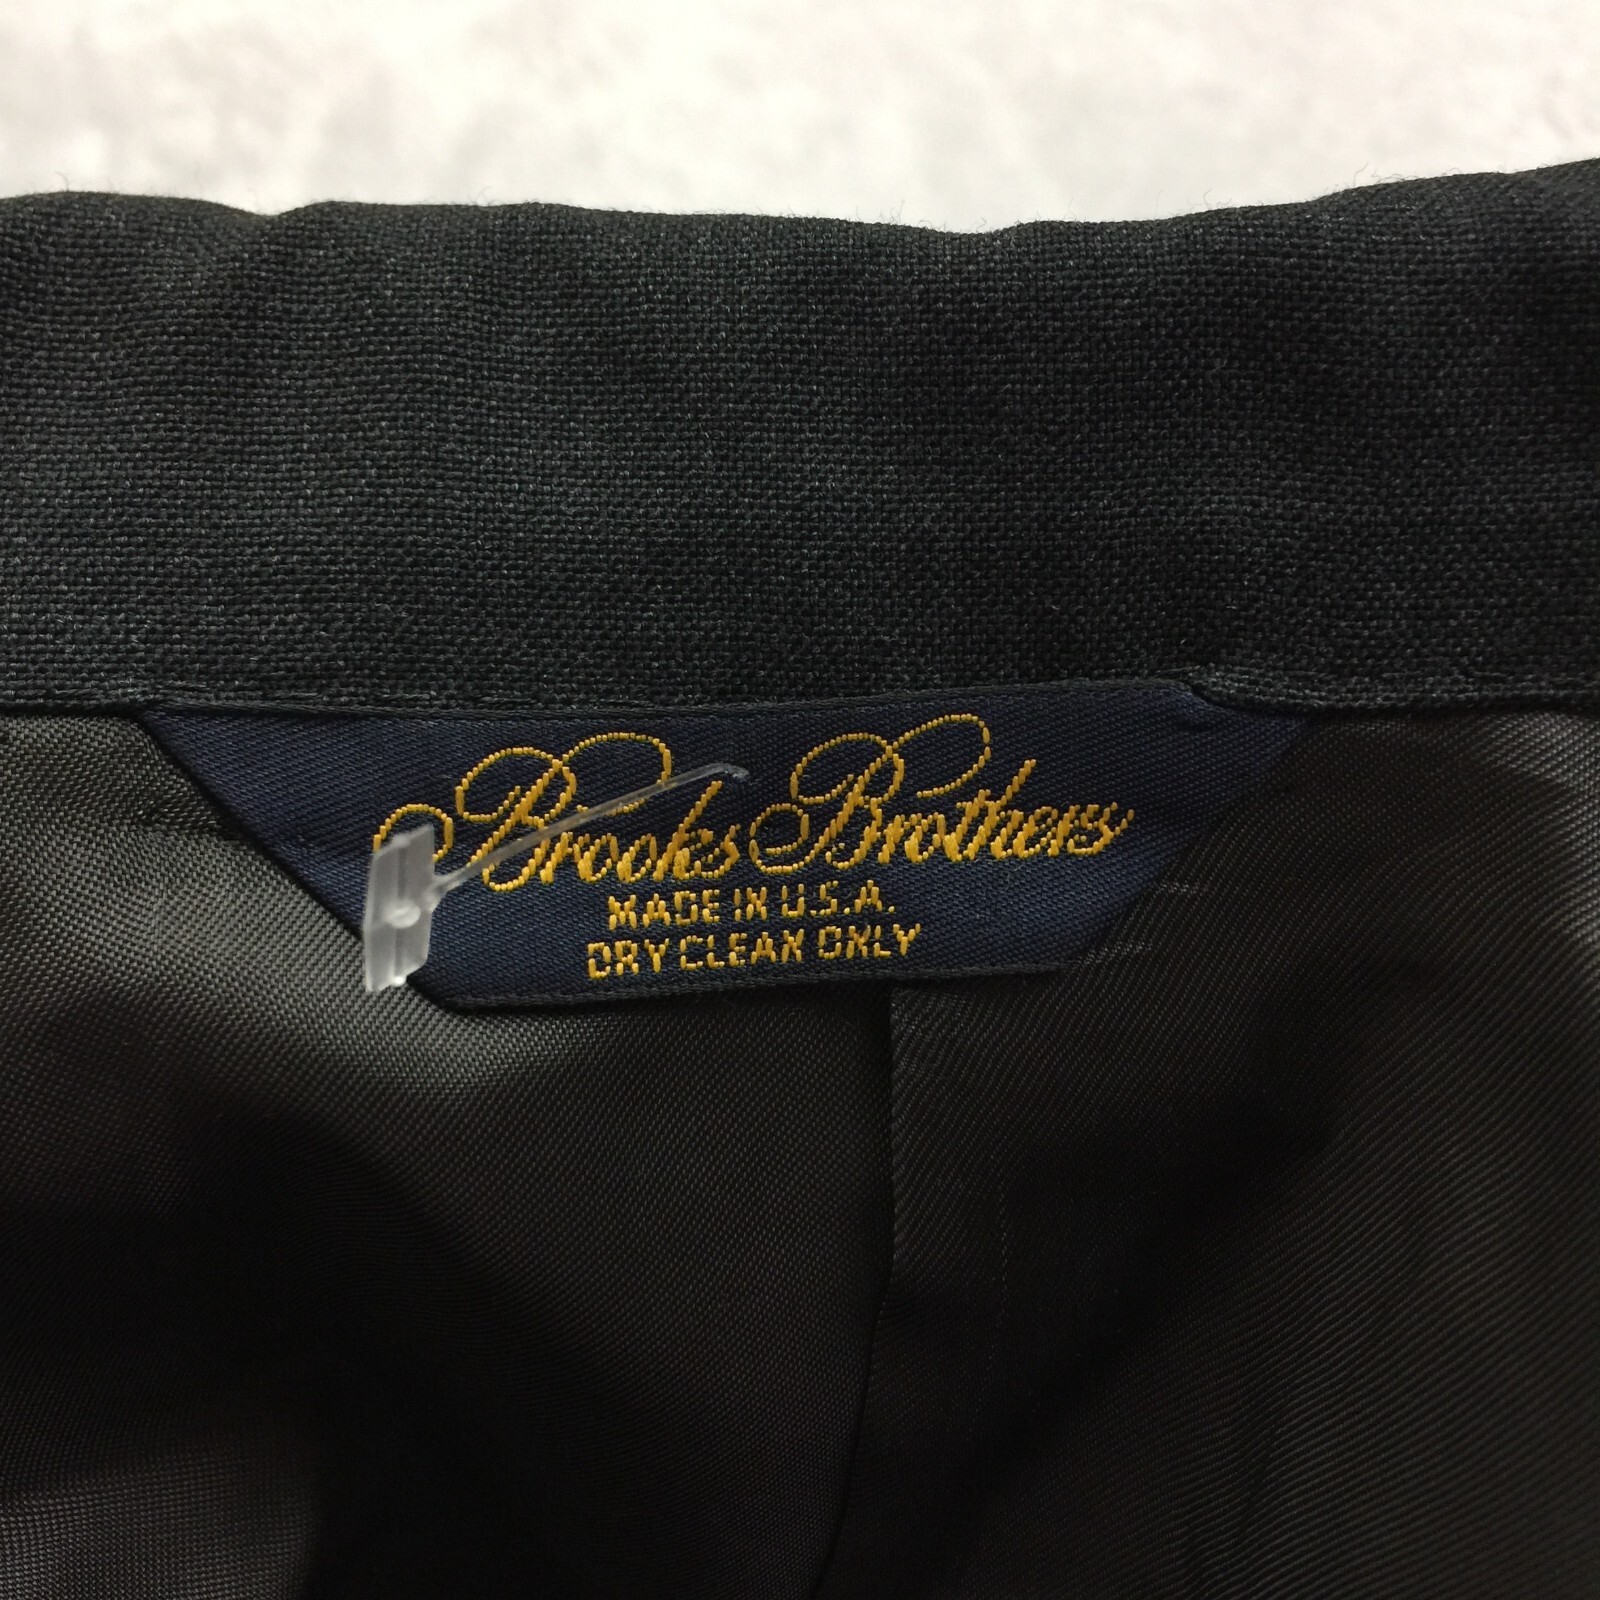 Brooks Brothers
MADE IN U.S.A.
DRY CLEAN ONLY